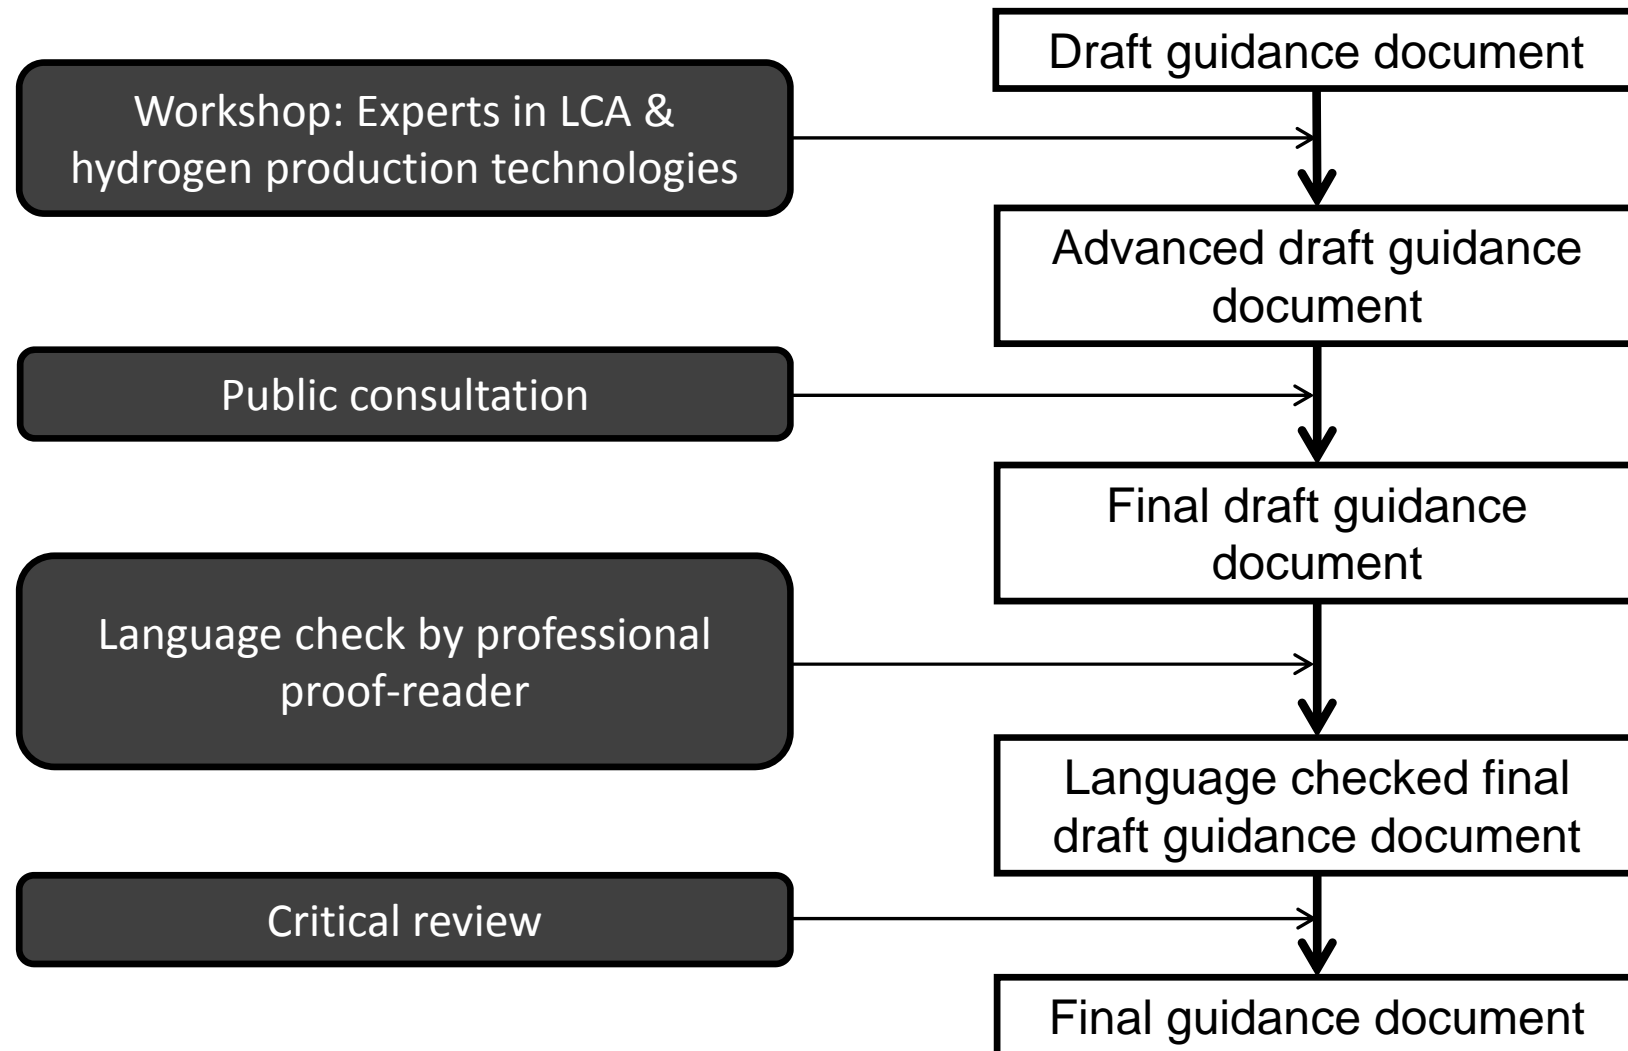 Draft guidance document
Workshop: Experts in LCA &
hydrogen production technologies
Advanced draft guidance
document
Public consultation
Final draft guidance
document
Language check by professional
proof-reader
Language checked final
draft guidance document
Critical review
Final guidance document